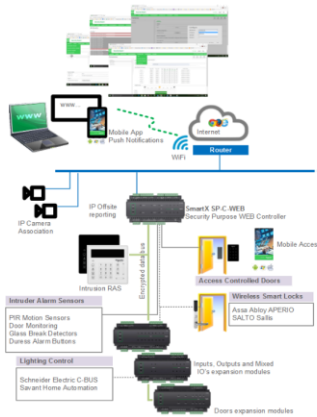 www
www...
Mobile App
Push Notifications
Internet
WiFi
Router
IP Camera
Association
IP Offsite
reporting
SmartX SP-C-WEB
Security Purpose WEB Controller
Intrusion RAS
Encrypted data bus
Mobile Acces
Access Controlled Doors
Intruder Alarm Sensors
PIR Motion Sensors
Door Monitoring
Glass Break Detectors
Duress Alarm Buttons
Wireless Smart Locks
Assa Abloy APERIO
SALTO Sallis
Lighting Control
Schneider Electric C-BUS
Savant Home Automation
Inputs, Outputs and Mixed
IO's expansion modules
Doors expansion modules